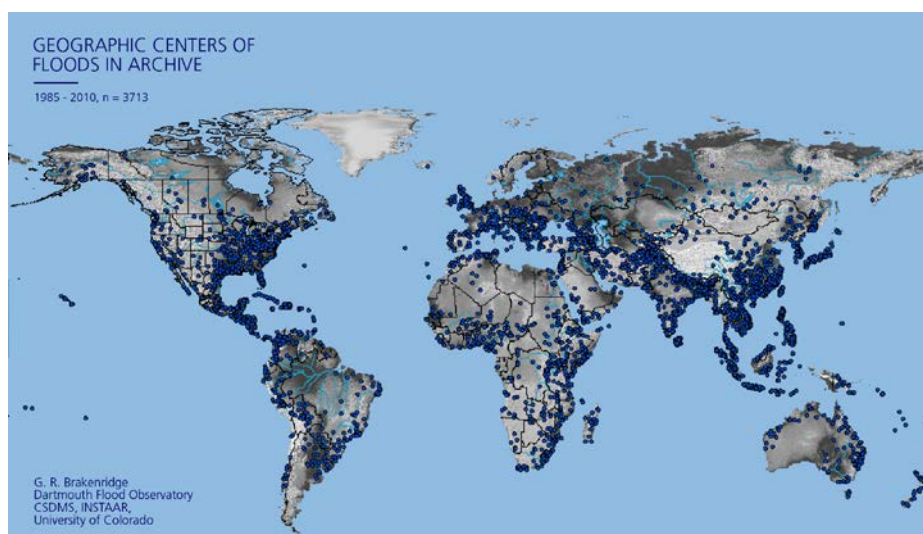 GEOGRAPHIC CENTERS OF
FLOODS IN ARCHIVE
1985 - 2010, n = 3713
G. R. Brakenridge
Dartmouth Flood Observatory
CSDMS, INSTAAR,
University of Colorado